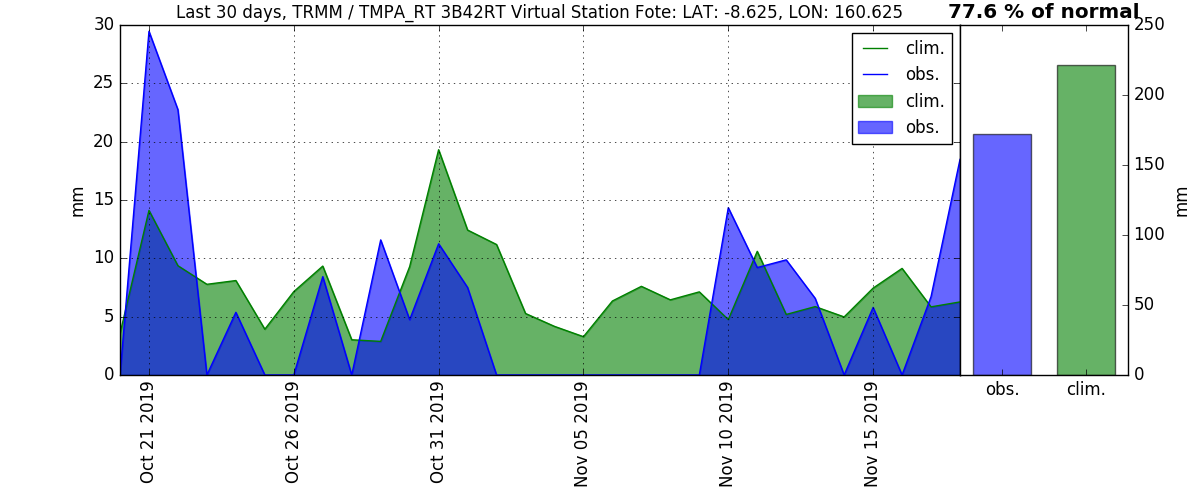 Last 30 days, TRMM / TMPA_RT 3B42RT Virtual Station Fote: LAT: -8.625, LON: 160.625
77.6 % of normal
30
25
20
15
10
5
0
mm
clim.
obs.
clim.
obs.
250
200
150
100
50
0
mm
obs.
clim.
Oct 21 2019
Oct 26 2019
Oct 31 2019
Nov 05 2019
Nov 10 2019
Nov 15 2019